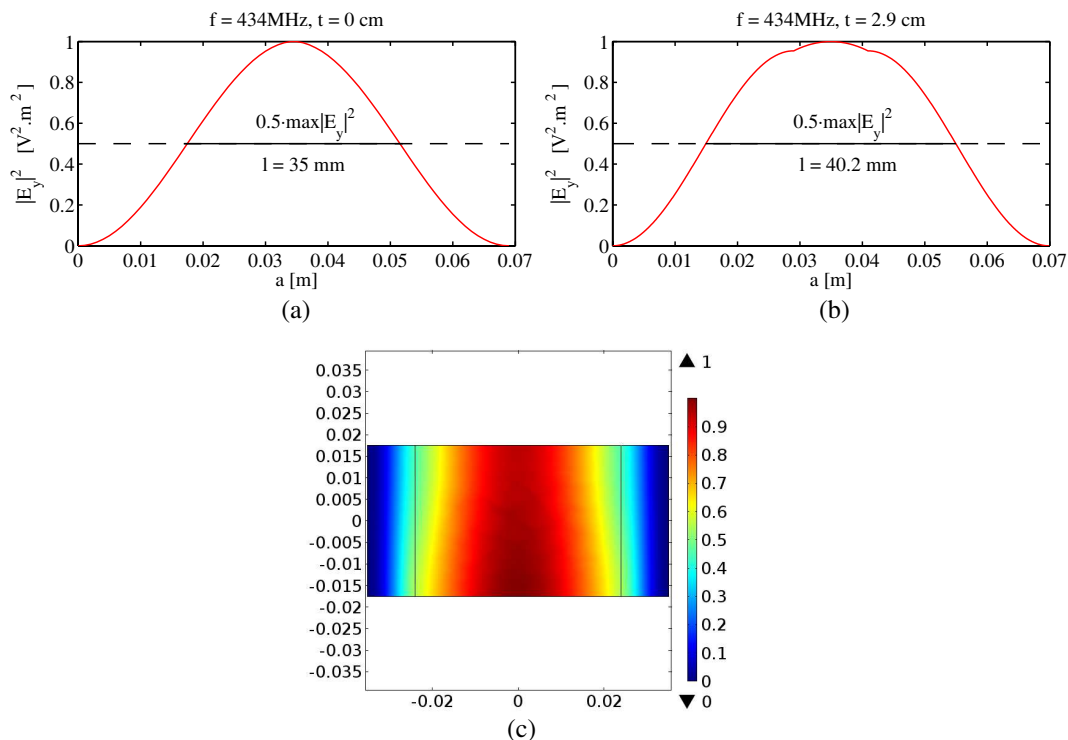 f = 434MHz, t = 0 cm
|E_y|^2 [V^2.m^2]
1
0.8
0.6
0.4
0.2
0
0.5·max|E_y|^2
l = 35 mm
0 0.01 0.02 0.03 0.04 0.05 0.06 0.07
a [m]
(a)
f = 434MHz, t = 2.9 cm
|E_y|^2 [V^2.m^2]
1
0.8
0.6
0.4
0.2
0
0.5·max|E_y|^2
l = 40.2 mm
0 0.01 0.02 0.03 0.04 0.05 0.06 0.07
a [m]
(b)
0.035
0.03
0.025
0.02
0.015
0.01
0.005
0
-0.005
-0.01
-0.015
-0.02
-0.025
-0.03
-0.035
-0.02 0 0.02
▲ 1
0.9
0.8
0.7
0.6
0.5
0.4
0.3
0.2
0.1
0
▼ 0
(c)